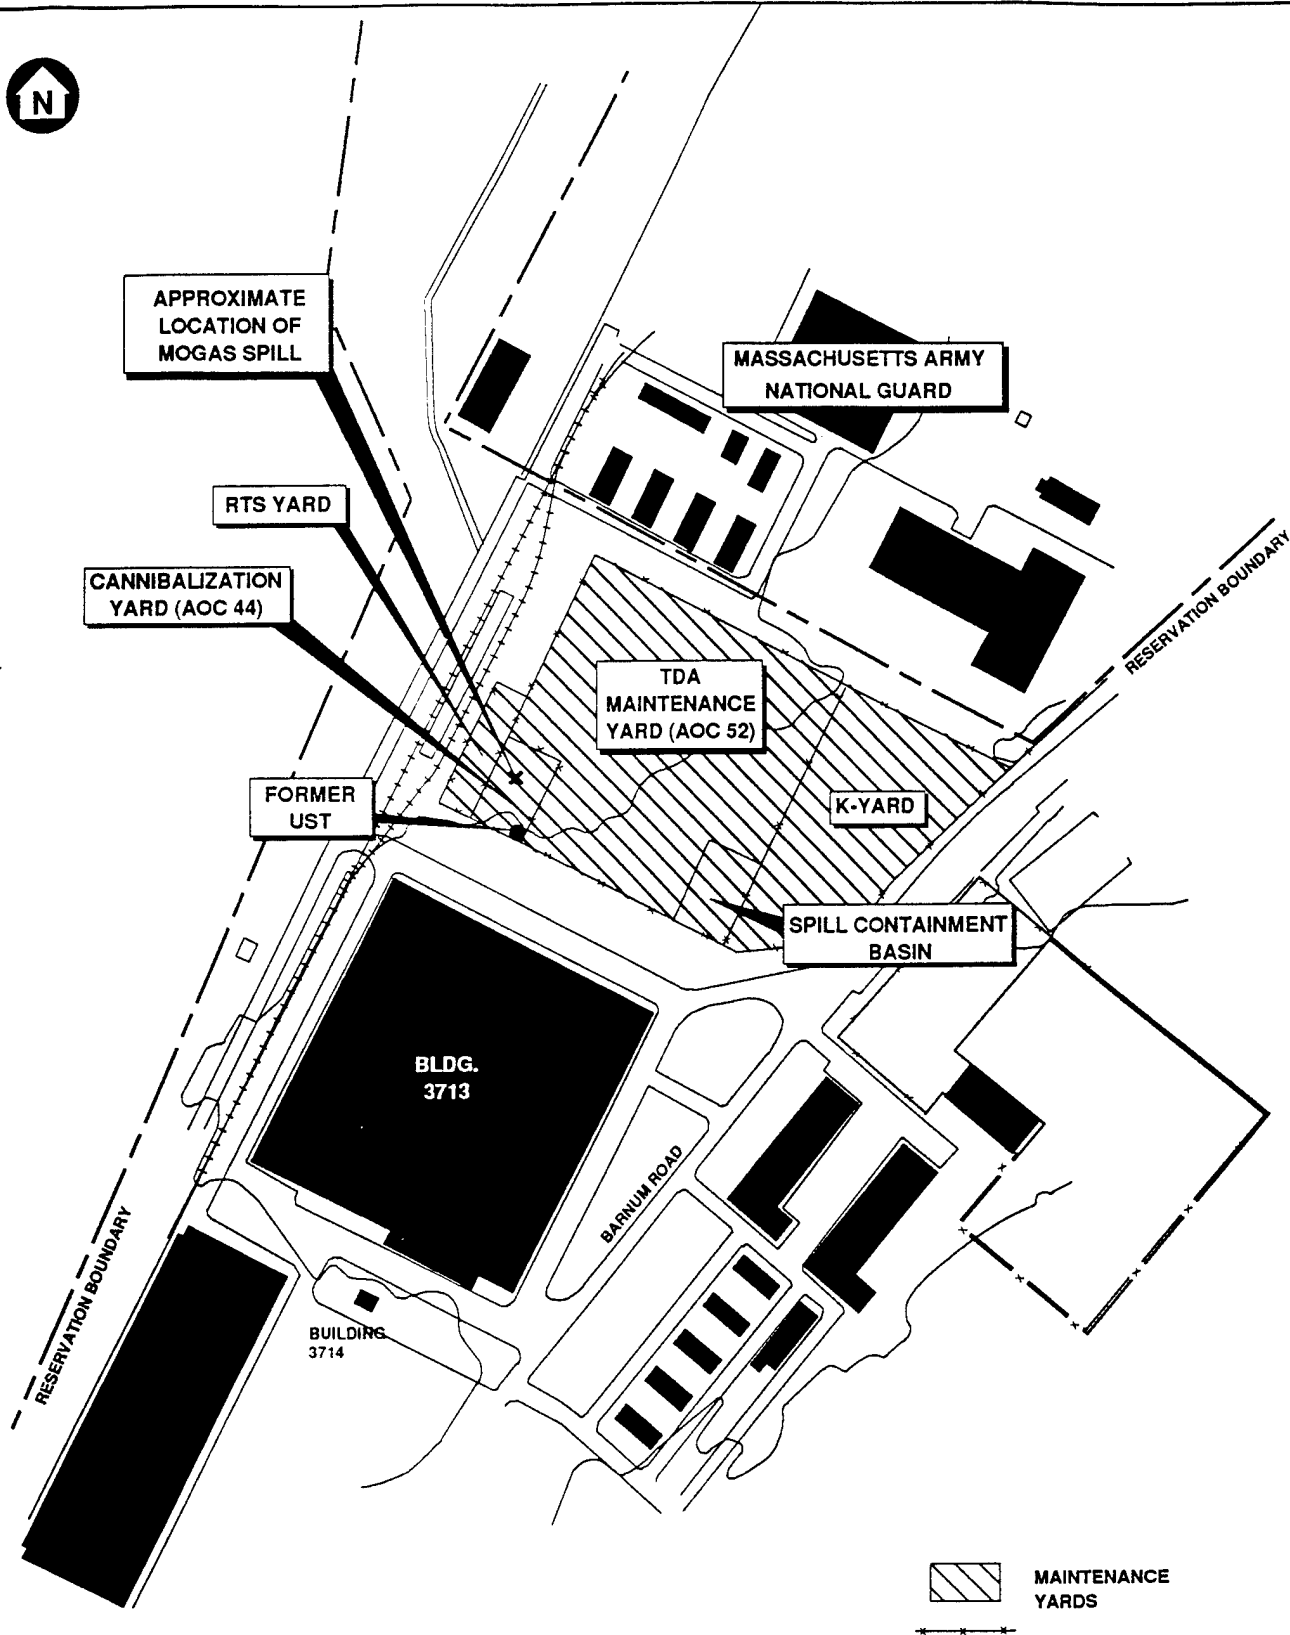 N
APPROXIMATE
LOCATION OF
MOGAS SPILL
MASSACHUSETTS ARMY
NATIONAL GUARD
RTS YARD
CANNIBALIZATION
YARD (AOC 44)
RESERVATION BOUNDARY
TDA
MAINTENANCE
YARD (AOC 52)
FORMER
UST
K-YARD
SPILL CONTAINMENT
BASIN
BLDG.
3713
BARNUM ROAD
RESERVATION BOUNDARY
BUILDING
3714
MAINTENANCE
YARDS